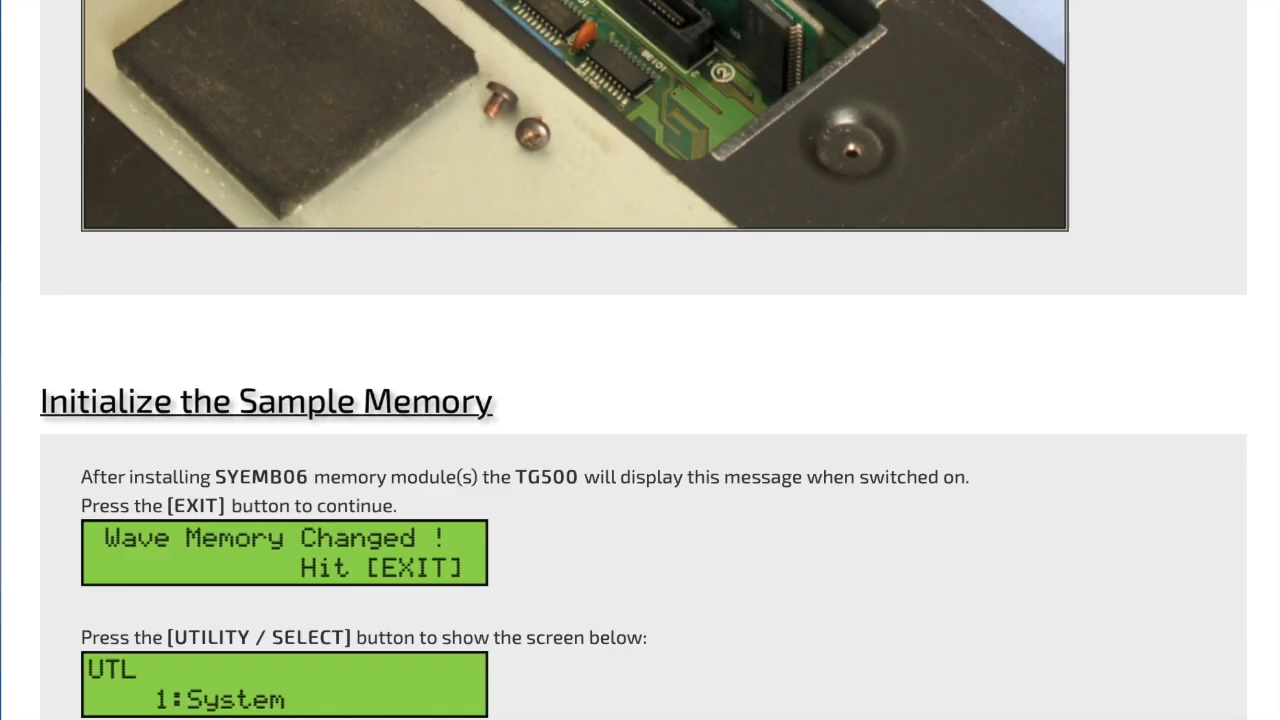 Initialize the Sample Memory
After installing SYEMB06 memory module(s) the TG500 will display this message when switched on.
Press the [EXIT] button to continue.
Wave Memory Changed !
Hit [EXIT]
Press the [UTILITY / SELECT] button to show the screen below:
UTL
1:System